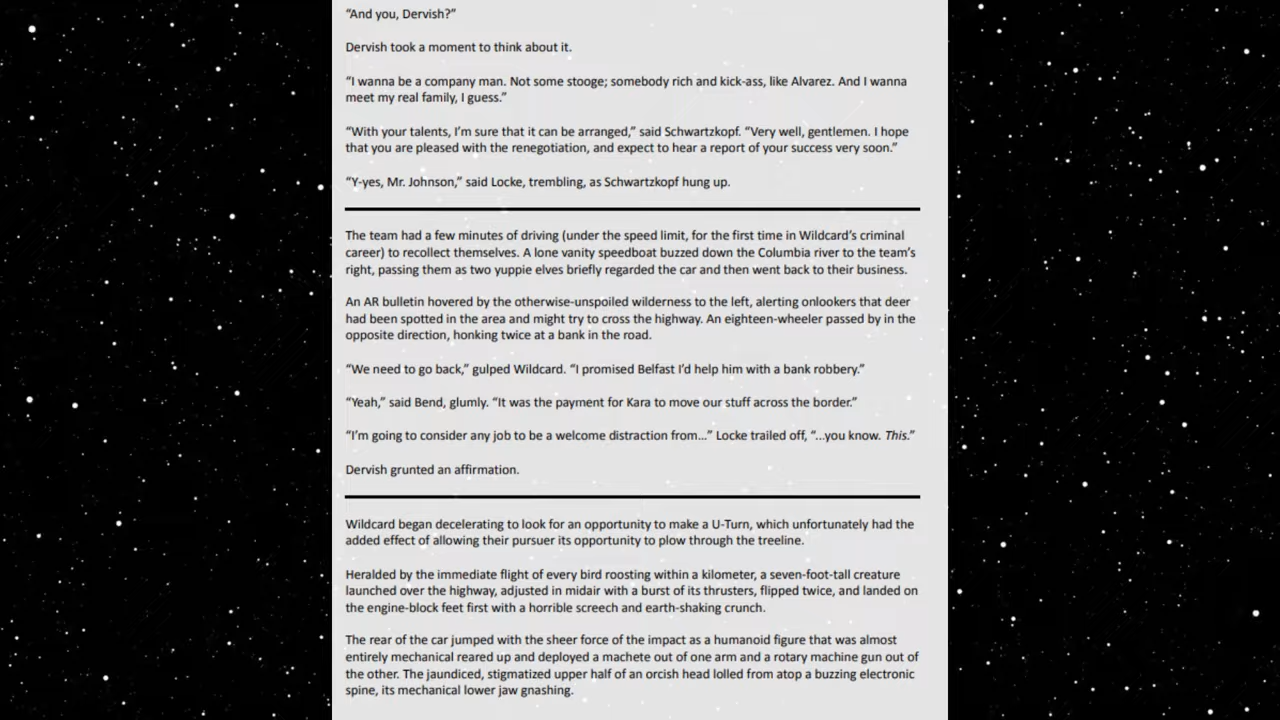 “And you, Dervish?”
Dervish took a moment to think about it.
“I wanna be a company man. Not some stooge; somebody rich and kick-ass, like Alvarez. And I wanna
meet my real family, I guess.”
“With your talents, I’m sure that it can be arranged,” said Schwartzkopf. “Very well, gentlemen. I hope
that you are pleased with the renegotiation, and expect to hear a report of your success very soon.”
“Y-yes, Mr. Johnson,” said Locke, trembling, as Schwartzkopf hung up.
The team had a few minutes of driving (under the speed limit, for the first time in Wildcard’s criminal
career) to recollect themselves. A lone vanity speedboat buzzed down the Columbia river to the team’s
right, passing them as two yuppie elves briefly regarded the car and then went back to their business.
An AR bulletin hovered by the otherwise-unspoiled wilderness to the left, alerting onlookers that deer
had been spotted in the area and might try to cross the highway. An eighteen-wheeler passed by in the
opposite direction, honking twice at a bank in the road.
“We need to go back,” gulped Wildcard. “I promised Belfast I’d help him with a bank robbery.”
“Yeah,” said Bend, glumly. “It was the payment for Kara to move our stuff across the border.”
“I’m going to consider any job to be a welcome distraction from…” Locke trailed off, “…you know. This.”
Dervish grunted an affirmation.
Wildcard began decelerating to look for an opportunity to make a U-Turn, which unfortunately had the
added effect of allowing their pursuer its opportunity to plow through the treeline.
Heralded by the immediate flight of every bird roosting within a kilometer, a seven-foot-tall creature
launched over the highway, adjusted in midair with a burst of its thrusters, flipped twice, and landed on
the engine-block feet first with a horrible screech and earth-shaking crunch.
The rear of the car jumped with the sheer force of the impact as a humanoid figure that was almost
entirely mechanical reared up and deployed a machete out of one arm and a rotary machine gun out of
the other. The jaundiced, stigmatized upper half of an orcish head lolled from atop a buzzing electronic
spine, its mechanical lower jaw gnashing.